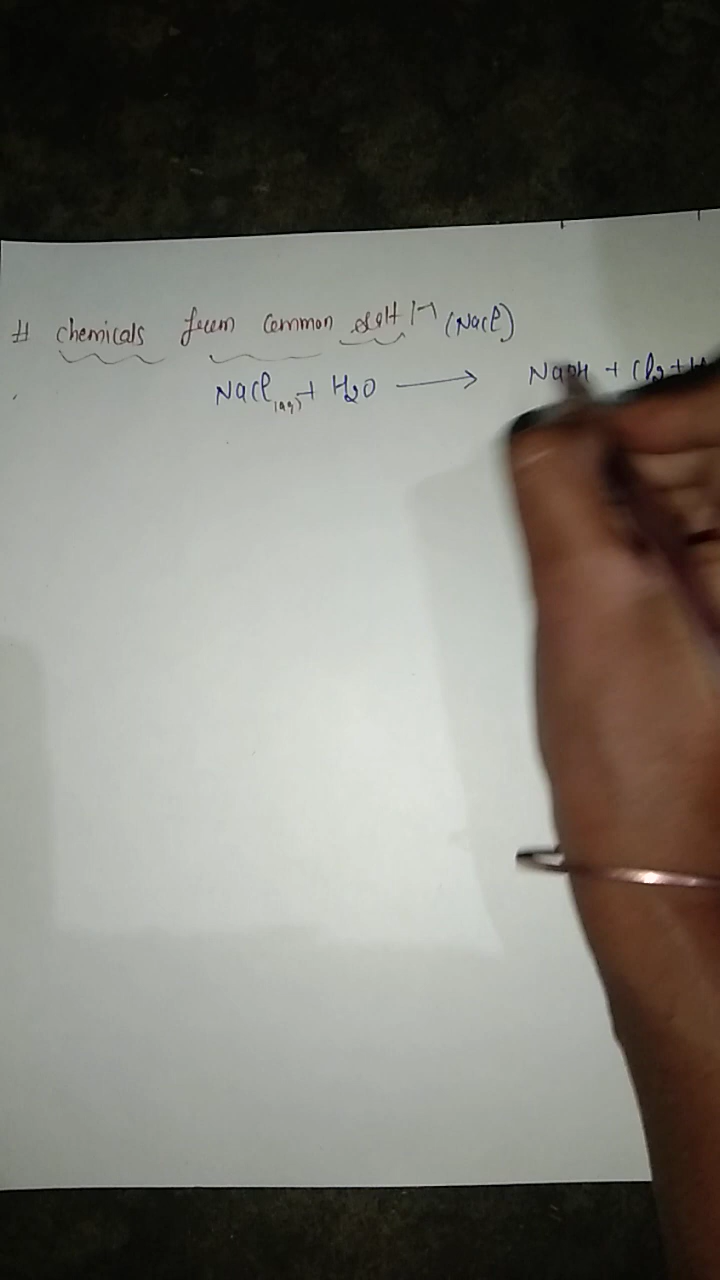 # chemicals from common salt :- (NaCl)
NaCl(aq) + H2O ⟶ NaOH + Cl2 + H